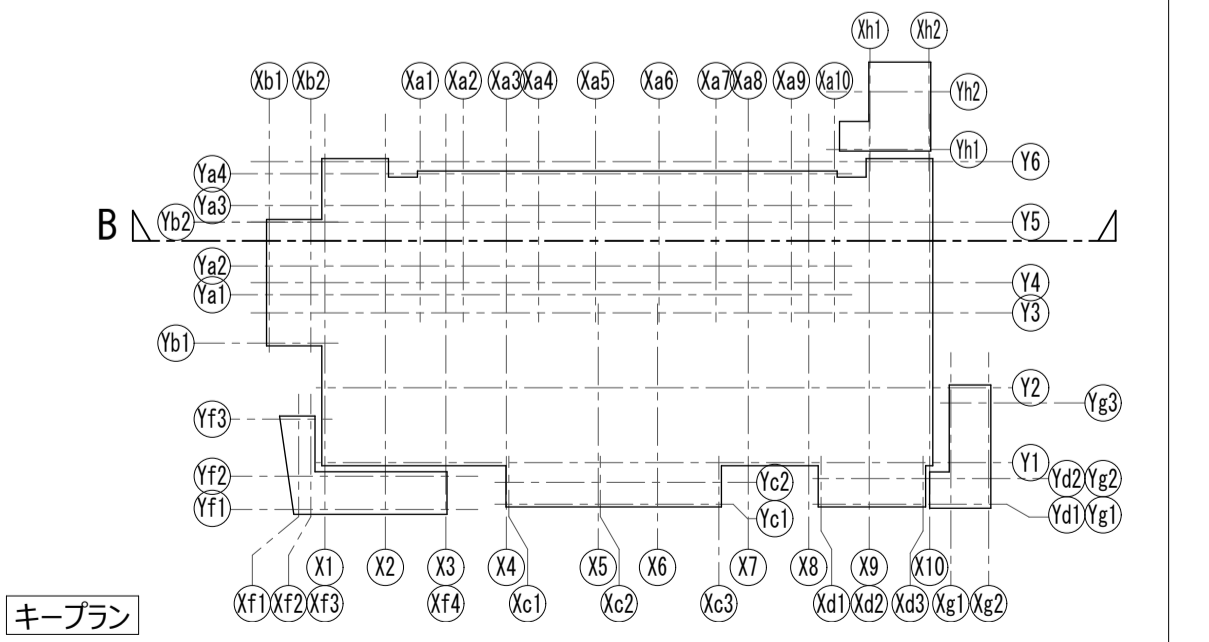 Xh1 Xh2
Xb1 Xb2 Xa1 Xa2 Xa3 Xa4 Xa5 Xa6 Xa7 Xa8 Xa9 Xa10
Yh2
Yh1
Ya4 Y6
Ya3
B Yb2 Y5
Ya2
Y4
Ya1
Y3
Yb1
Y2
Yg3
Yf3
Y1
Yf2 Yc2 Yd2 Yg2
Yf1 Yc1 Yd1 Yg1
X1 X2 X3 X4 X5 X6 X7 X8 X9 X10
Xf1 Xf2 Xf3 Xf4 Xc1 Xc2 Xc3 Xd1 Xd2 Xd3 Xg1 Xg2
キープラン